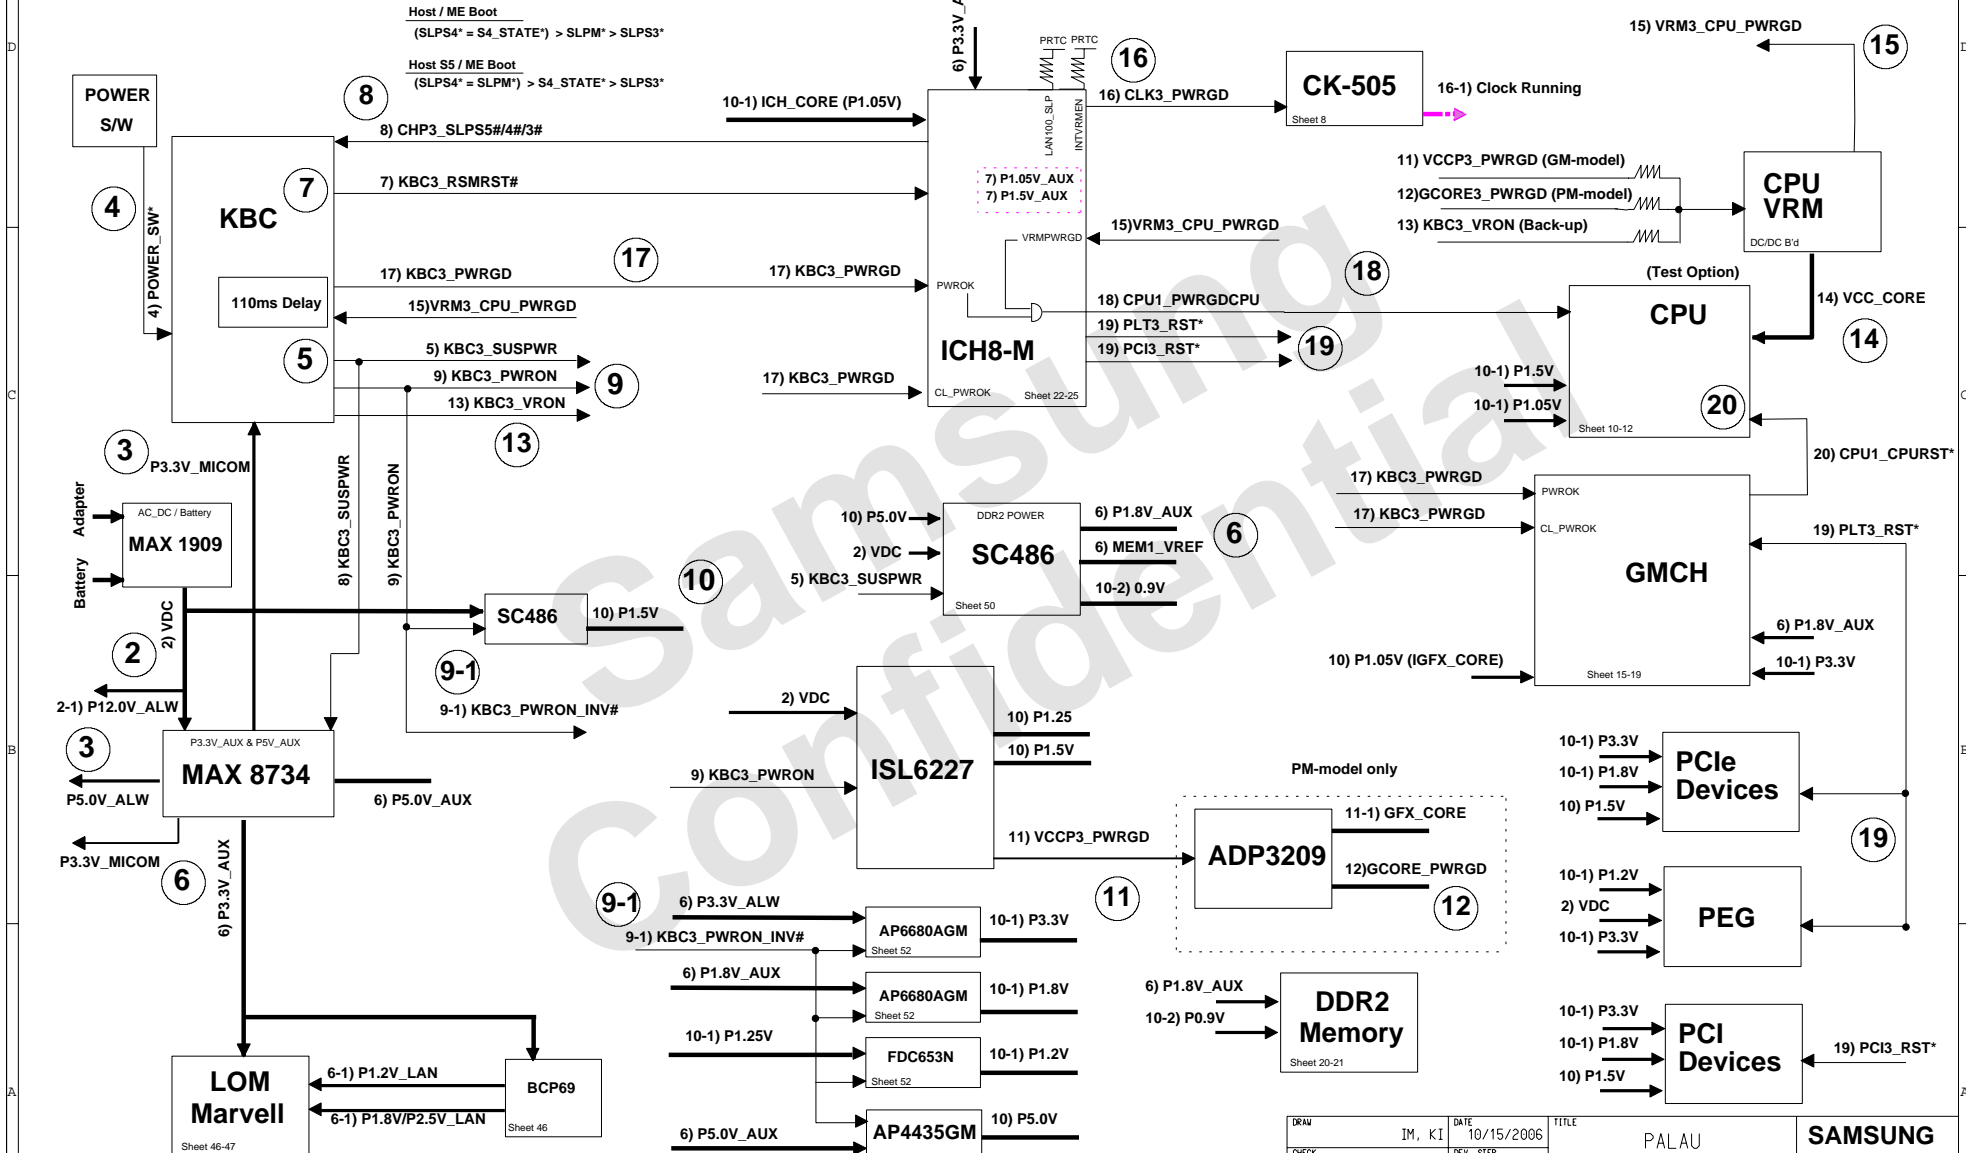 Host / ME Boot
(SLPS4* = S4_STATE*) > SLPM* > SLPS3*
Host S5 / ME Boot
(SLPS4* = SLPM*) > S4_STATE* > SLPS3*
D
POWER
S/W
4
4) POWER_SW*
8
8) CHP3_SLPS5#/4#/3#
7
7) KBC3_RSMRST#
KBC
17) KBC3_PWRGD
17
17) KBC3_PWRGD
110ms Delay
15)VRM3_CPU_PWRGD
5
5) KBC3_SUSPWR
9) KBC3_PWRON
9
13) KBC3_VRON
13
6) P3.3V_A
PRTC PRTC
16
10-1) ICH_CORE (P1.05V)
LAN100_SLP
INTVRMEN
16) CLK3_PWRGD
CK-505
Sheet 8
16-1) Clock Running
7) P1.05V_AUX
7) P1.5V_AUX
VRMPWRGD
15)VRM3_CPU_PWRGD
PWROK
18) CPU1_PWRGDCPU
18
19) PLT3_RST*
19) PCI3_RST*
19
ICH8-M
17) KBC3_PWRGD
CL_PWROK
Sheet 22-25
15) VRM3_CPU_PWRGD
15
D
11) VCCP3_PWRGD (GM-model)
12)GCORE3_PWRGD (PM-model)
13) KBC3_VRON (Back-up)
CPU
VRM
DC/DC B'd
(Test Option)
CPU
14) VCC_CORE
14
10-1) P1.5V
10-1) P1.05V
20
Sheet 10-12
20) CPU1_CPURST*
C
C
3
P3.3V_MICOM
Adapter
Battery
AC_DC / Battery
MAX 1909
8) KBC3_SUSPWR
9) KBC3_PWRON
2) VDC
2
SC486
10) P1.5V
10
9-1
9-1) KBC3_PWRON_INV#
2-1) P12.0V_ALW
3
P5.0V_ALW
P3.3V_AUX & P5V_AUX
MAX 8734
6) P5.0V_AUX
P3.3V_MICOM
6
6) P3.3V_AUX
10) P5.0V
2) VDC
5) KBC3_SUSPWR
DDR2 POWER
SC486
Sheet 50
6) P1.8V_AUX
6) MEM1_VREF
10-2) 0.9V
6
17) KBC3_PWRGD
17) KBC3_PWRGD
PWROK
CL_PWROK
GMCH
19) PLT3_RST*
6) P1.8V_AUX
10-1) P3.3V
10) P1.05V (IGFX_CORE)
Sheet 15-19
B
B
2) VDC
9) KBC3_PWRON
ISL6227
10) P1.25
10) P1.5V
11) VCCP3_PWRGD
11
PM-model only
ADP3209
11-1) GFX_CORE
12)GCORE_PWRGD
12
10-1) P3.3V
10-1) P1.8V
10) P1.5V
PCIe
Devices
19
10-1) P1.2V
2) VDC
10-1) P3.3V
PEG
9-1
6) P3.3V_ALW
9-1) KBC3_PWRON_INV#
AP6680AGM
Sheet 52
10-1) P3.3V
6) P1.8V_AUX
AP6680AGM
Sheet 52
10-1) P1.8V
10-1) P1.25V
FDC653N
Sheet 52
10-1) P1.2V
6) P5.0V_AUX
AP4435GM
10) P5.0V
6) P1.8V_AUX
10-2) P0.9V
DDR2
Memory
Sheet 20-21
10-1) P3.3V
10-1) P1.8V
10) P1.5V
PCI
Devices
19) PCI3_RST*
A
A
LOM
Marvell
Sheet 46-47
6-1) P1.2V_LAN
6-1) P1.8V/P2.5V_LAN
BCP69
Sheet 46
DRAW
IM, KI
DATE
10/15/2006
TITLE
PALAU
SAMSUNG
CHECK
DEV. STEP
Samsung
Confidential